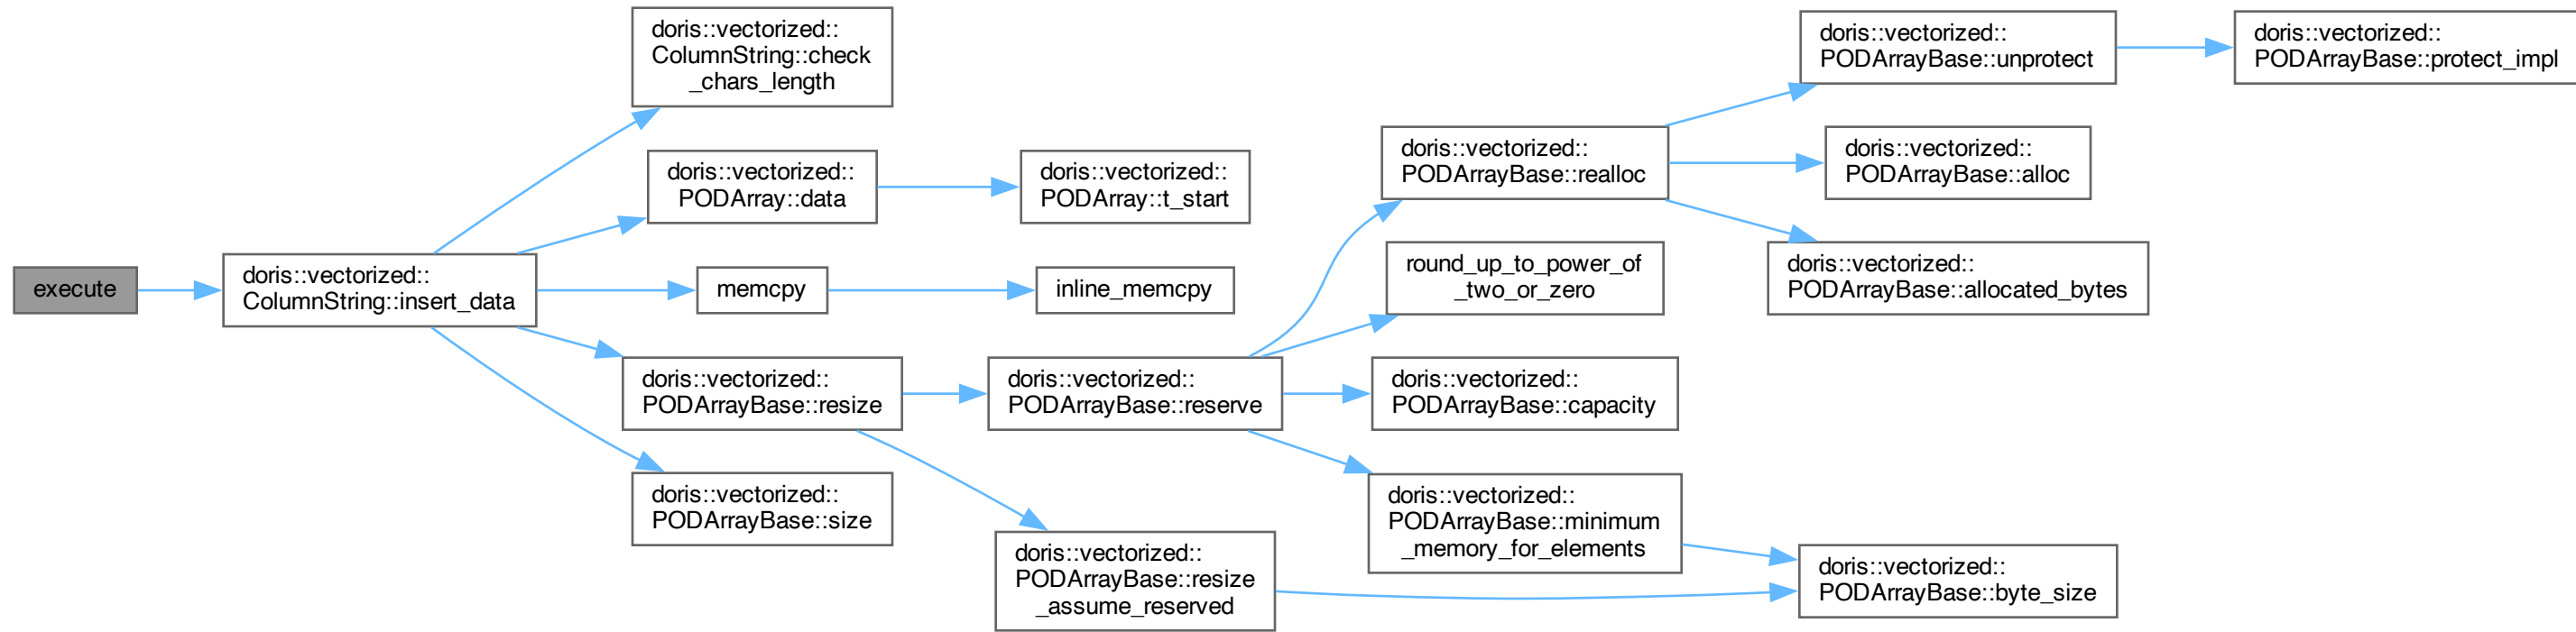 execute
doris::vectorized::
ColumnString::insert_data
doris::vectorized::
ColumnString::check
_chars_length
doris::vectorized::
PODArray::data
memcpy
doris::vectorized::
PODArrayBase::resize
doris::vectorized::
PODArrayBase::size
doris::vectorized::
PODArray::t_start
inline_memcpy
doris::vectorized::
PODArrayBase::reserve
doris::vectorized::
PODArrayBase::resize
_assume_reserved
doris::vectorized::
PODArrayBase::realloc
round_up_to_power_of
_two_or_zero
doris::vectorized::
PODArrayBase::capacity
doris::vectorized::
PODArrayBase::minimum
_memory_for_elements
doris::vectorized::
PODArrayBase::unprotect
doris::vectorized::
PODArrayBase::alloc
doris::vectorized::
PODArrayBase::allocated_bytes
doris::vectorized::
PODArrayBase::byte_size
doris::vectorized::
PODArrayBase::protect_impl